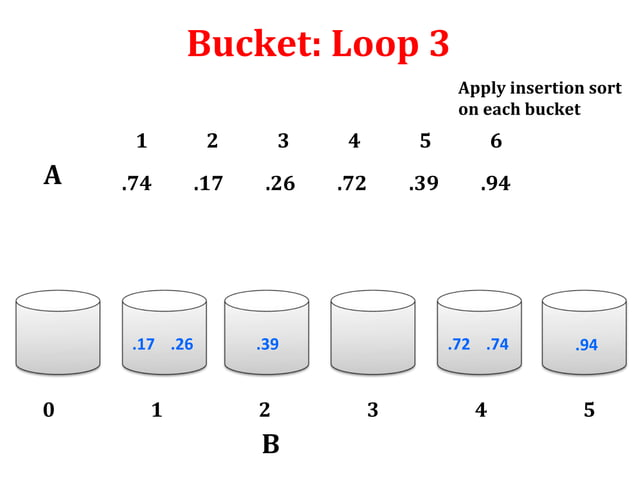 Bucket: Loop 3
Apply insertion sort
on each bucket
1 2 3 4 5 6
A .74 .17 .26 .72 .39 .94
.17 .26 .39 .72 .74 .94
0 1 2 3 4 5
B